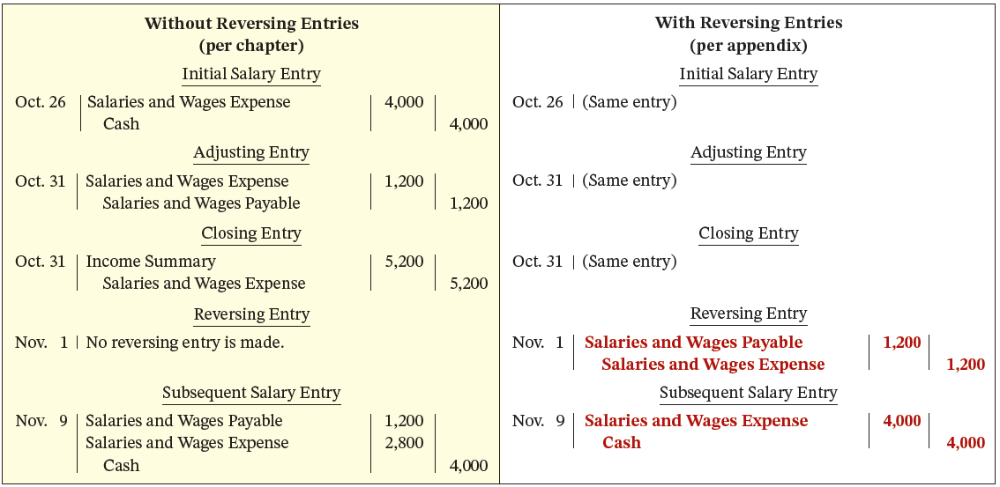 Without Reversing Entries
(per chapter)
Initial Salary Entry
Oct. 26 Salaries and Wages Expense 4,000
Cash 4,000
Adjusting Entry
Oct. 31 Salaries and Wages Expense 1,200
Salaries and Wages Payable 1,200
Closing Entry
Oct. 31 Income Summary 5,200
Salaries and Wages Expense 5,200
Reversing Entry
Nov. 1 No reversing entry is made.
Subsequent Salary Entry
Nov. 9 Salaries and Wages Payable 1,200
Salaries and Wages Expense 2,800
Cash 4,000
With Reversing Entries
(per appendix)
Initial Salary Entry
Oct. 26 (Same entry)
Adjusting Entry
Oct. 31 (Same entry)
Closing Entry
Oct. 31 (Same entry)
Reversing Entry
Nov. 1 Salaries and Wages Payable 1,200
Salaries and Wages Expense 1,200
Subsequent Salary Entry
Nov. 9 Salaries and Wages Expense 4,000
Cash 4,000